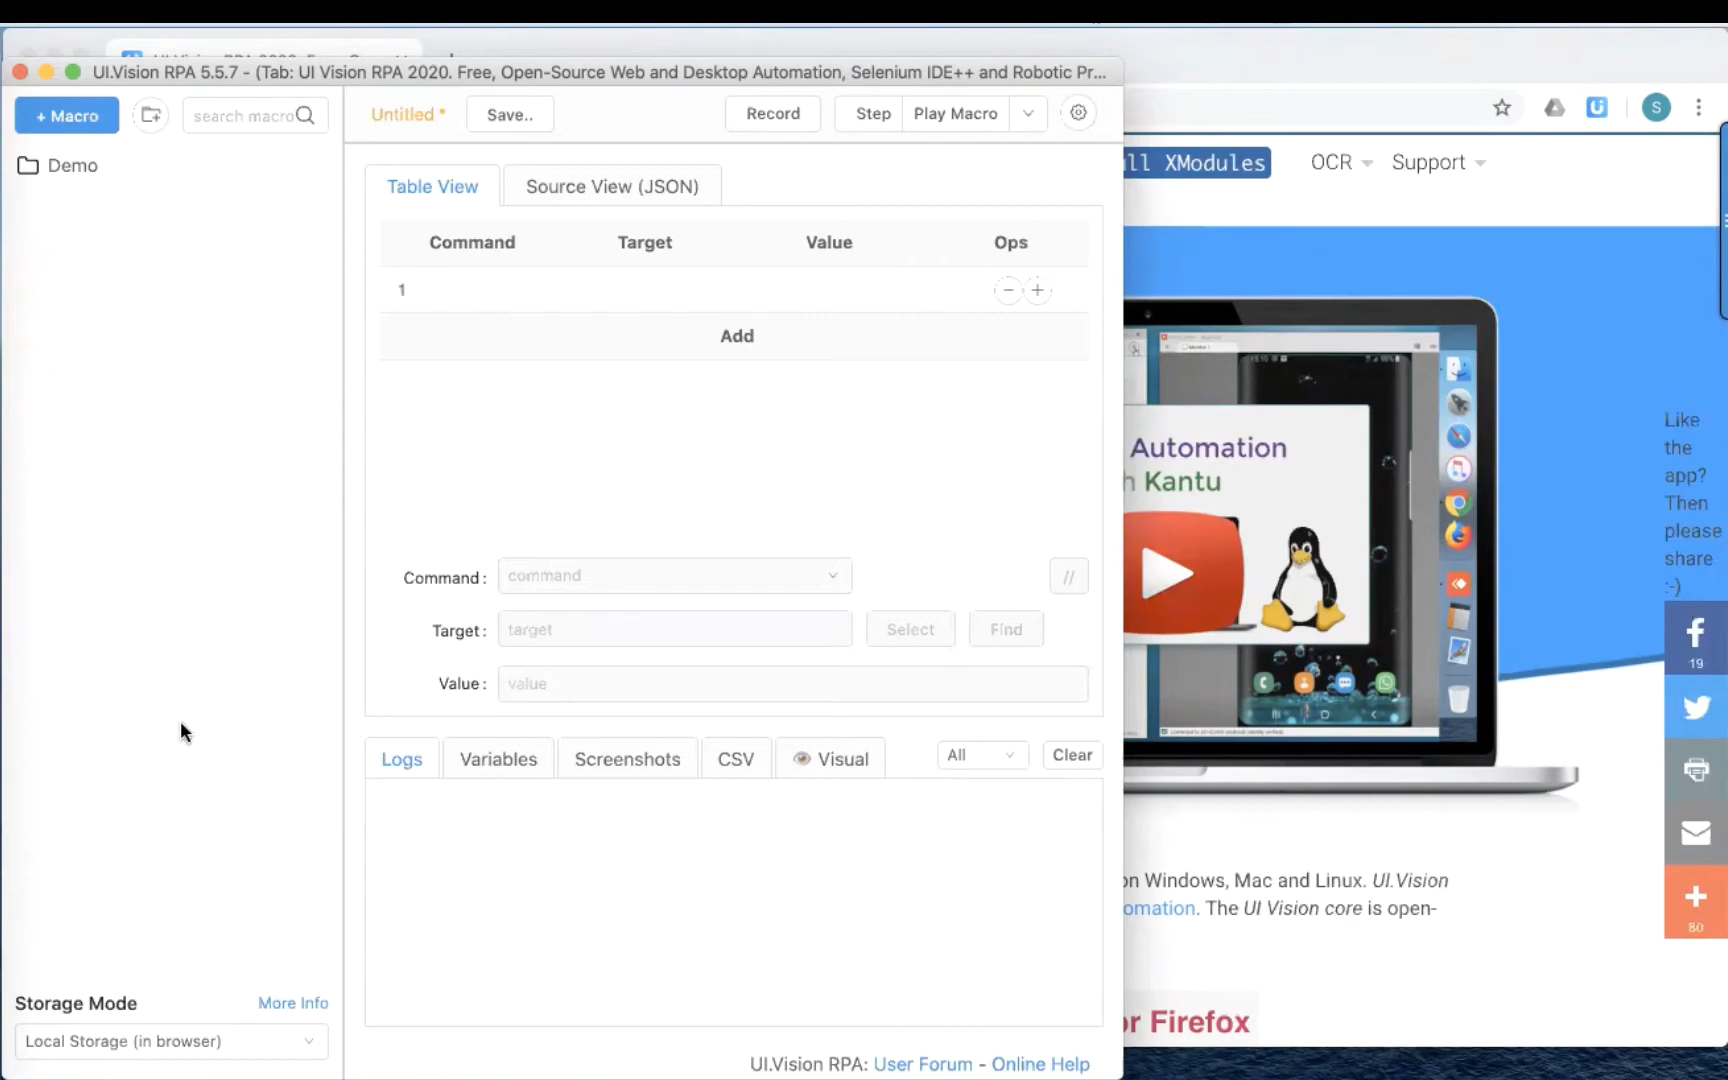 UI.Vision RPA 5.5.7 - (Tab: UI Vision RPA 2020. Free, Open-Source Web and Desktop Automation, Selenium IDE++ and Robotic Pr...
+ Macro
search macro
Untitled *
Save..
Record
Step
Play Macro
S
Demo
XModules
OCR
Support
Table View
Source View (JSON)
Command
Target
Value
Ops
1
Add
Automation
Kantu
Like
the
app?
Then
please
share
:-)
19
80
Command :
command
//
Target :
target
Select
Find
Value :
value
Logs
Variables
Screenshots
CSV
Visual
All
Clear
on Windows, Mac and Linux. UI.Vision
omation. The UI Vision core is open-
or Firefox
Storage Mode
More Info
Local Storage (in browser)
UI.Vision RPA: User Forum - Online Help